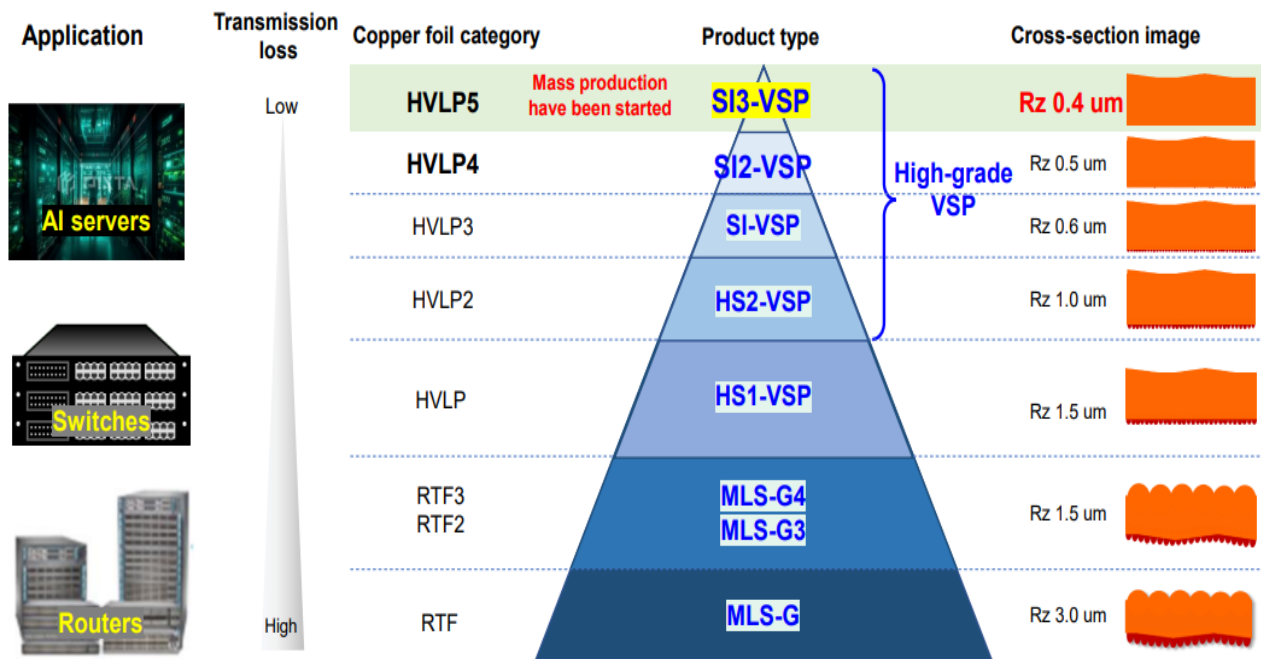 Application
Transmission
loss
Copper foil category
Product type
Cross-section image
Low
HVLP5
Mass production
have been started
SI3-VSP
Rz 0.4 um
AI servers
HVLP4
SI2-VSP
High-grade
VSP
Rz 0.5 um
HVLP3
SI-VSP
Rz 0.6 um
HVLP2
HS2-VSP
Rz 1.0 um
Switches
HVLP
HS1-VSP
Rz 1.5 um
RTF3
RTF2
MLS-G4
MLS-G3
Rz 1.5 um
Routers
High
RTF
MLS-G
Rz 3.0 um